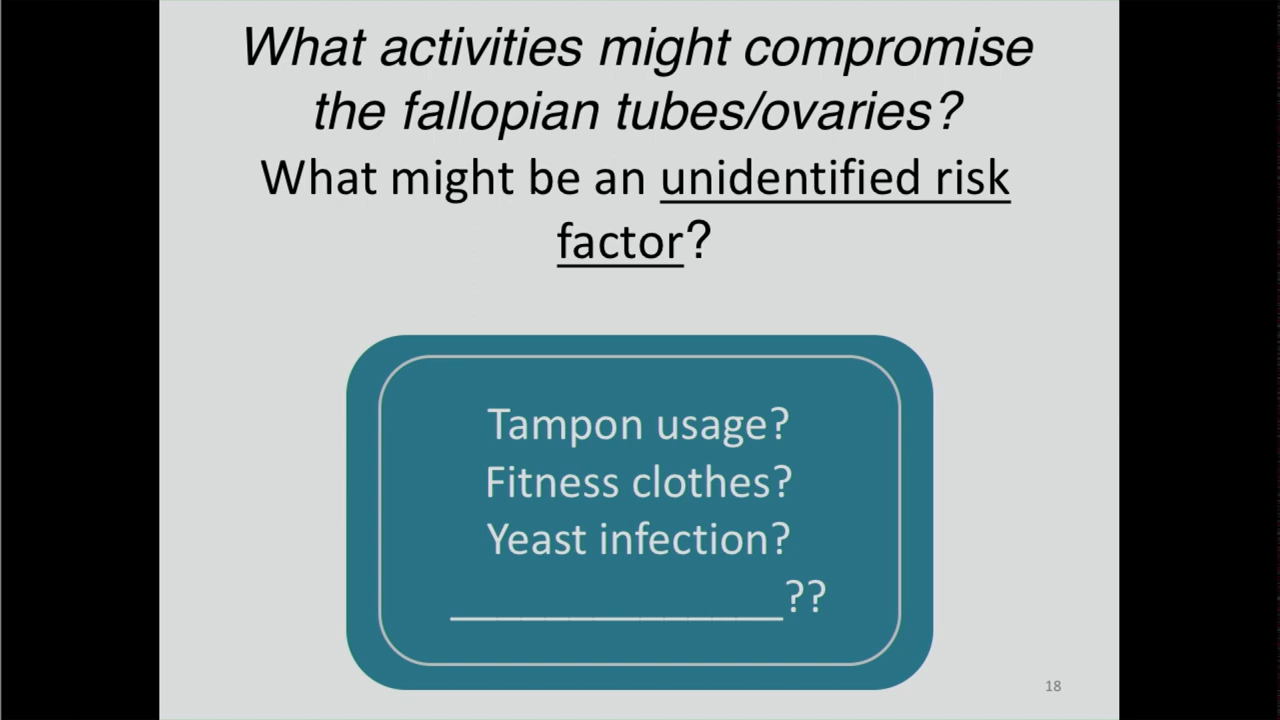 What activities might compromise
the fallopian tubes/ovaries?
What might be an unidentified risk
factor?
Tampon usage?
Fitness clothes?
Yeast infection?
______________??
18